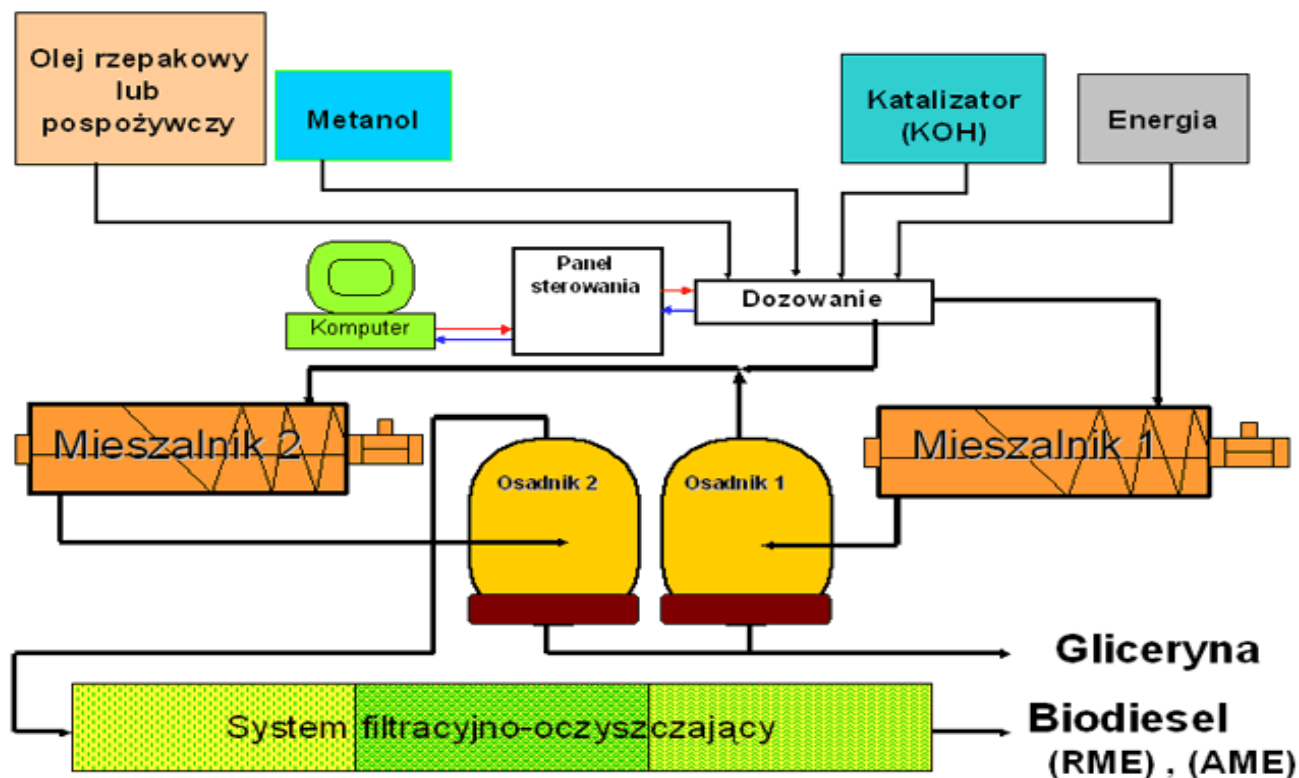 Olej rzepakowy
lub
pospożywczy
Metanol
Katalizator
(KOH)
Energia
Panel
sterowania
Dozowanie
Komputer
Mieszalnik 2
Osadnik 2
Osadnik 1
Mieszalnik 1
Gliceryna
System filtracyjno-oczyszczający
Biodiesel
(RME) , (AME)